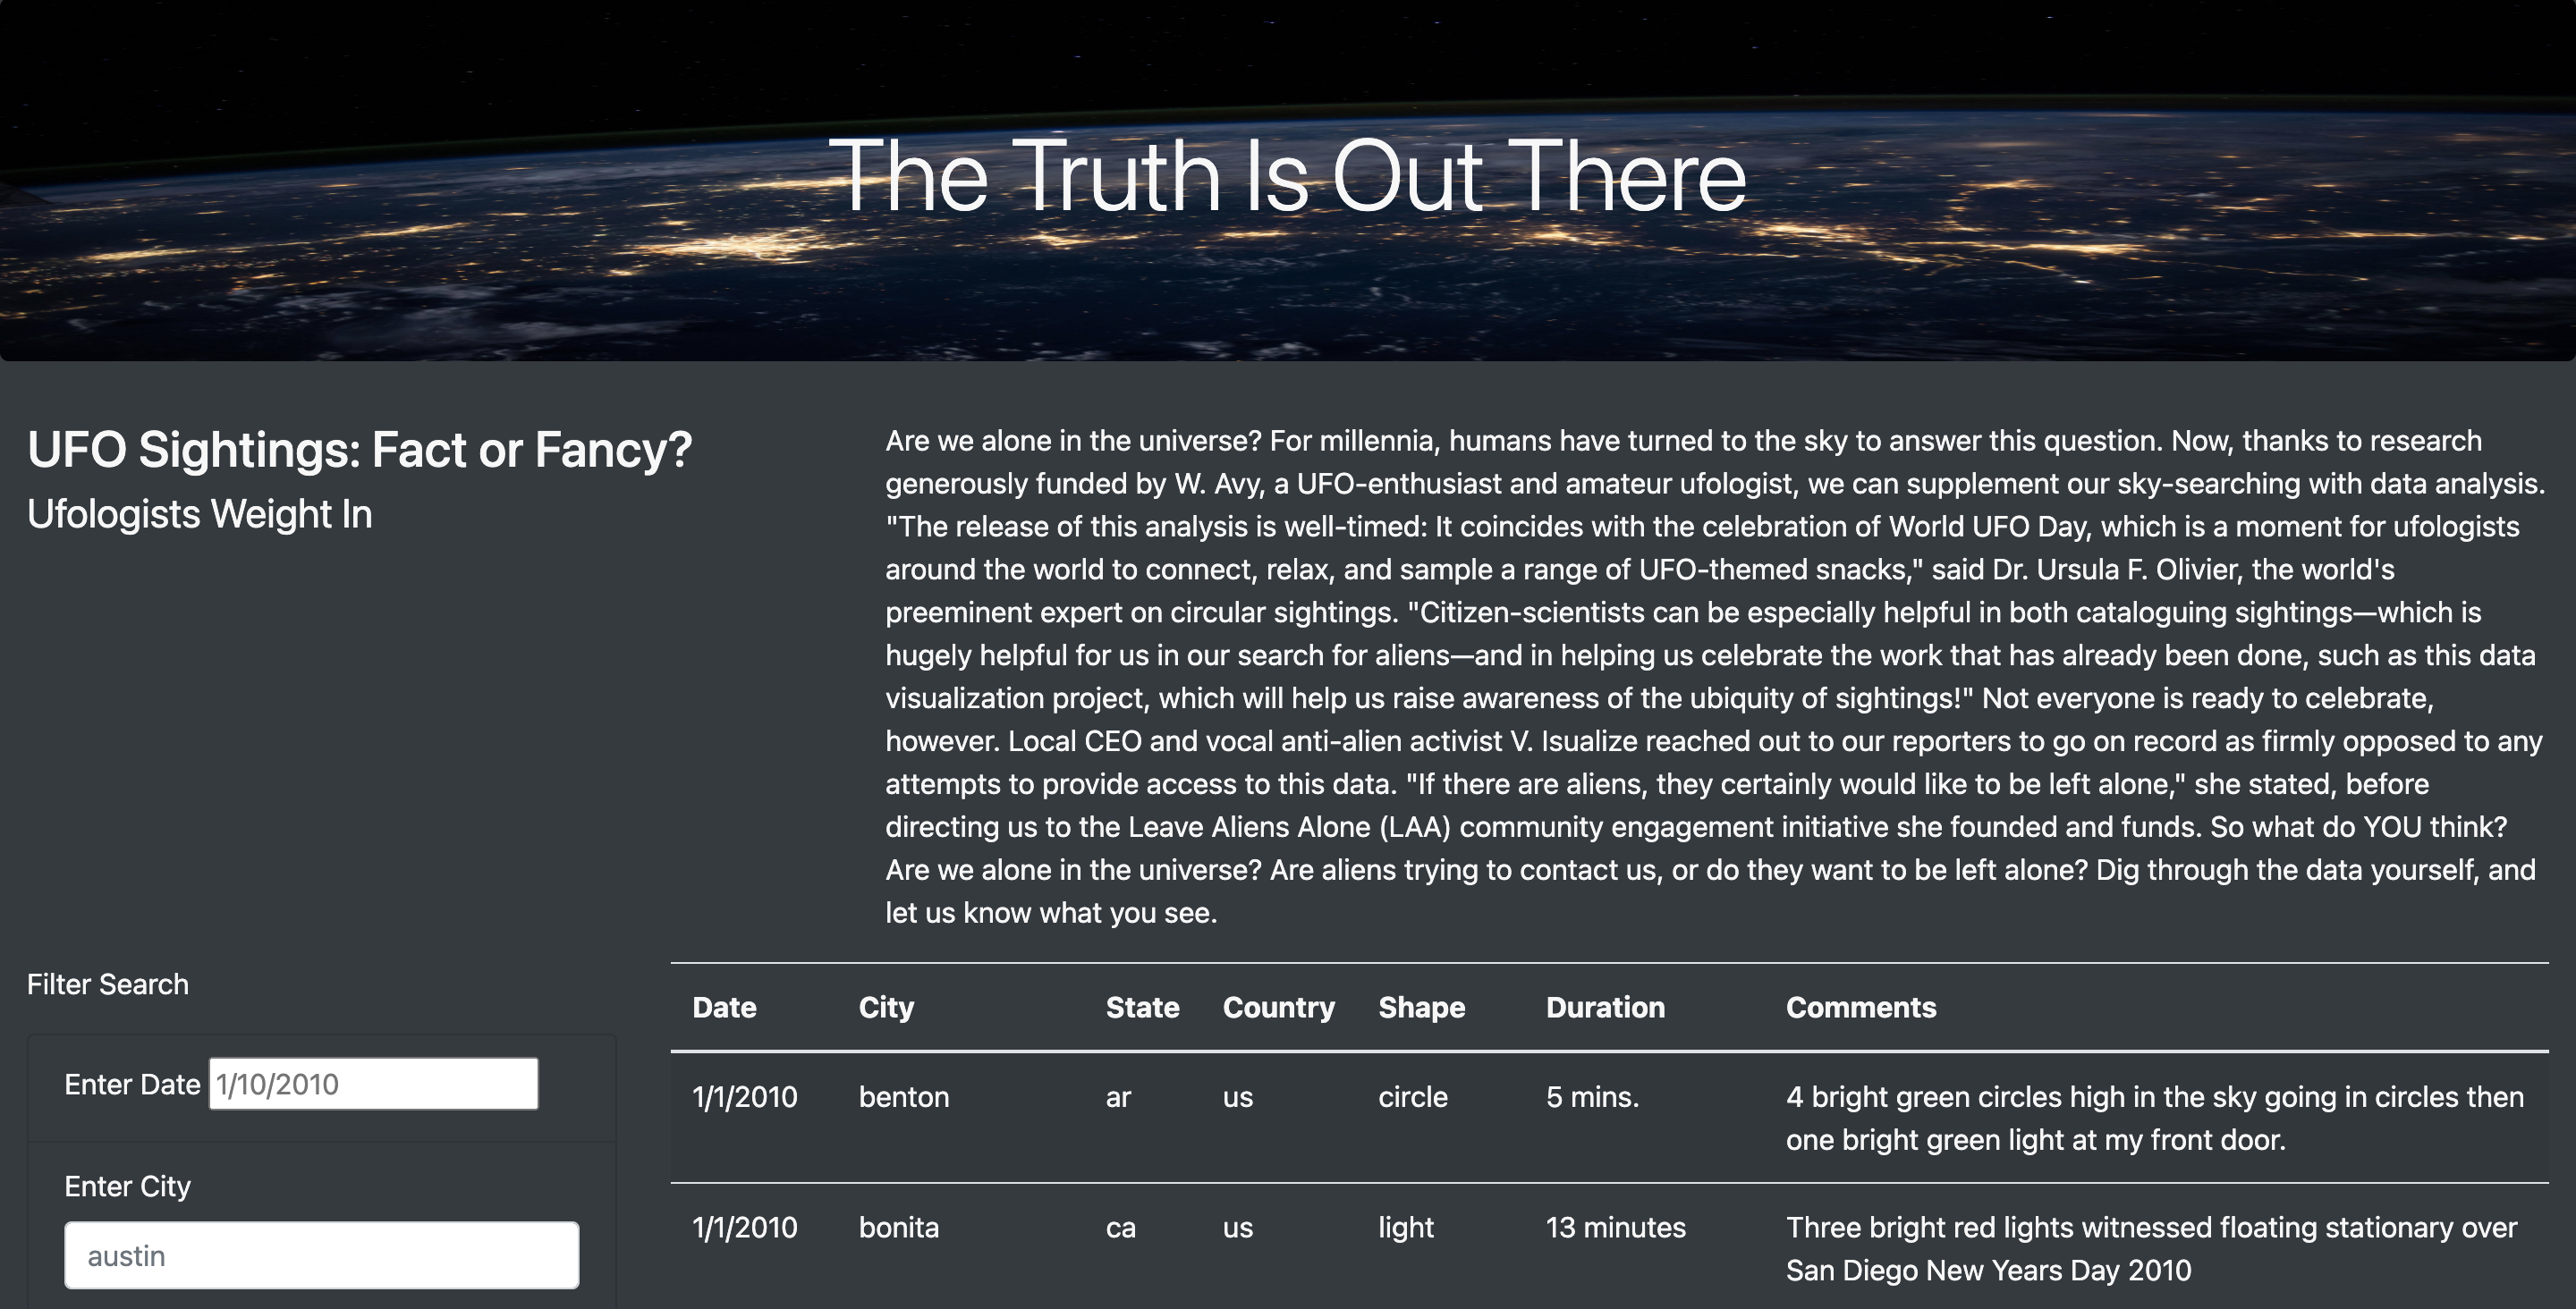 The Truth Is Out There
UFO Sightings: Fact or Fancy?
Ufologists Weight In
Are we alone in the universe? For millennia, humans have turned to the sky to answer this question. Now, thanks to research
generously funded by W. Avy, a UFO-enthusiast and amateur ufologist, we can supplement our sky-searching with data analysis.
"The release of this analysis is well-timed: It coincides with the celebration of World UFO Day, which is a moment for ufologists
around the world to connect, relax, and sample a range of UFO-themed snacks," said Dr. Ursula F. Olivier, the world's
preeminent expert on circular sightings. "Citizen-scientists can be especially helpful in both cataloguing sightings—which is
hugely helpful for us in our search for aliens—and in helping us celebrate the work that has already been done, such as this data
visualization project, which will help us raise awareness of the ubiquity of sightings!" Not everyone is ready to celebrate,
however. Local CEO and vocal anti-alien activist V. Isualize reached out to our reporters to go on record as firmly opposed to any
attempts to provide access to this data. "If there are aliens, they certainly would like to be left alone," she stated, before
directing us to the Leave Aliens Alone (LAA) community engagement initiative she founded and funds. So what do YOU think?
Are we alone in the universe? Are aliens trying to contact us, or do they want to be left alone? Dig through the data yourself, and
let us know what you see.
Filter Search
Enter Date 1/10/2010
Enter City
austin
Date City State Country Shape Duration Comments
1/1/2010 benton ar us circle 5 mins. 4 bright green circles high in the sky going in circles then
one bright green light at my front door.
1/1/2010 bonita ca us light 13 minutes Three bright red lights witnessed floating stationary over
San Diego New Years Day 2010